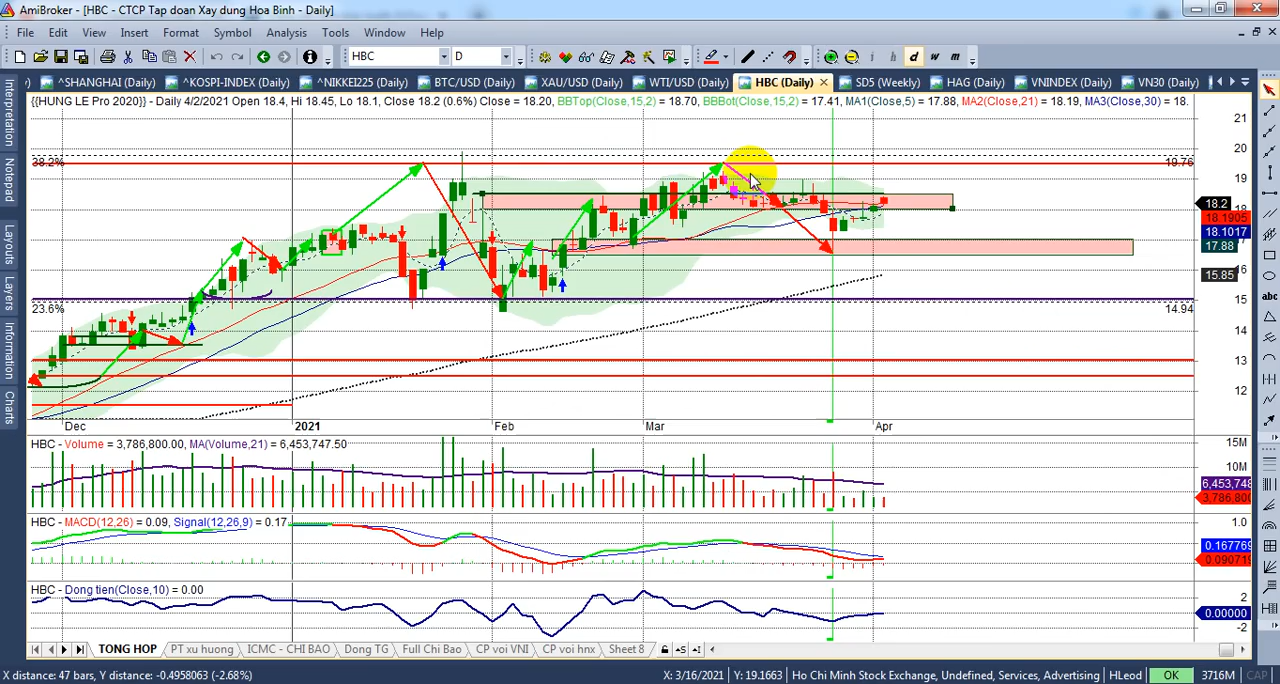 AmiBroker - [HBC - CTCP Tap doan Xay dung Hoa Binh - Daily]
File Edit View Insert Format Symbol Analysis Tools Window Help
HBC D i h d w m
^SHANGHAI (Daily) ^KOSPI-INDEX (Daily) ^NIKKEI225 (Daily) BTC/USD (Daily) XAU/USD (Daily) WTI/USD (Daily) HBC (Daily) SD5 (Weekly) HAG (Daily) VNINDEX (Daily) VN30 (Daily)
Interpretation
Notepad
Layouts
Layers
Information
Charts
{{HUNG LE Pro 2020}} - Daily 4/2/2021 Open 18.4, Hi 18.45, Lo 18.1, Close 18.2 (0.6%) Close = 18.20, BBTop(Close,15,2) = 18.70, BBBot(Close,15,2) = 17.41, MA1(Close,5) = 17.88, MA2(Close,21) = 18.19, MA3(Close,30) = 18.
21
20
38.2% 19.76
19
18.2
18
18.1905
18.1017
17.88
16
15.85
15
23.6% 14.94
14
13
12
Dec 2021 Feb Mar Apr
HBC - Volume = 3,786,800.00, MA(Volume,21) = 6,453,747.50
15M
10M
6,453,748
3,786,800
HBC - MACD(12,26) = 0.09, Signal(12,26,9) = 0.17
1.0
0.167769
0.090719
HBC - Dong tien(Close,10) = 0.00
2
0.00000
-2
TONG HOP PT xu huong ICMC - CHI BAO Dong TG Full Chi Bao CP voi VNI CP voi hnx Sheet 8
X distance: 47 bars, Y distance: -0.4958063 (-2.68%) X: 3/16/2021 Y: 19.1663 Ho Chi Minh Stock Exchange, Undefined, Services, Advertising HLeod OK 3716M CAP
abc